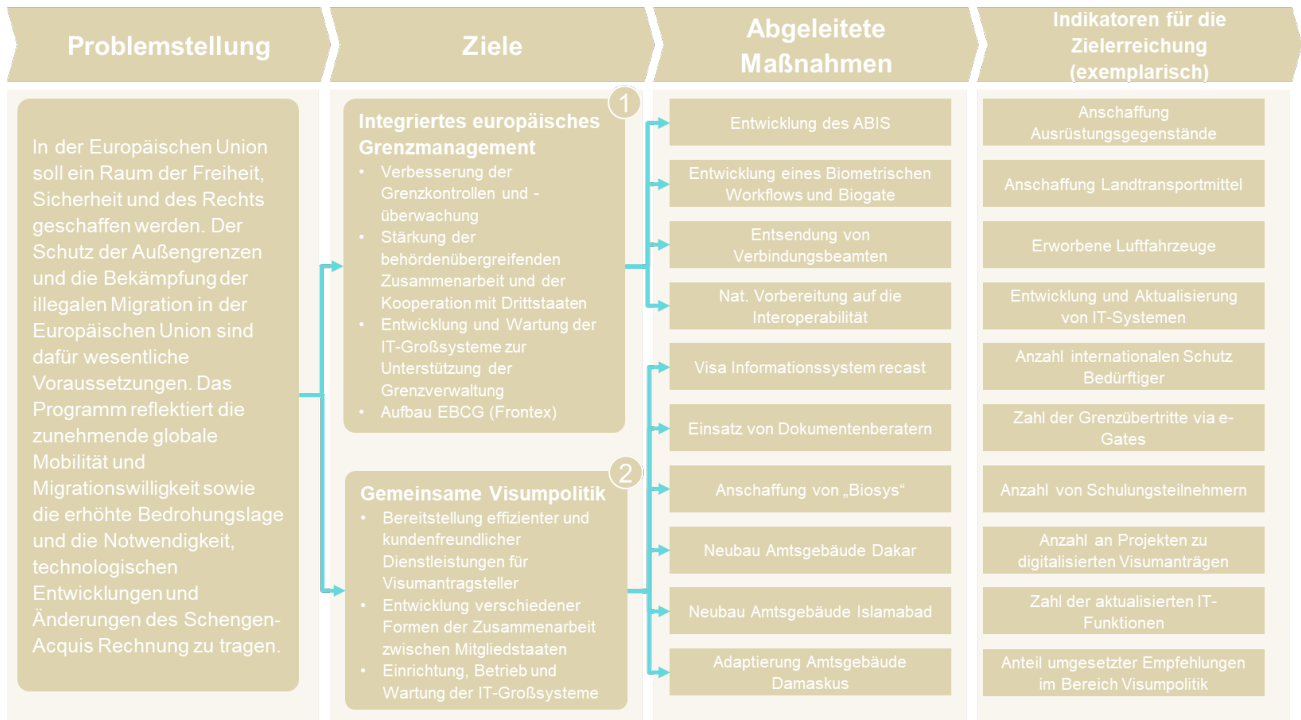 Problemstellung
Ziele
Abgeleitete
Maßnahmen
Indikatoren für die
Zielerreichung
(exemplarisch)
In der Europäischen Union
soll ein Raum der Freiheit,
Sicherheit und des Rechts
geschaffen werden. Der
Schutz der Außengrenzen
und die Bekämpfung der
illegalen Migration in der
Europäischen Union sind
dafür wesentliche
Voraussetzungen. Das
Programm reflektiert die
zunehmende globale
Mobilität und
Migrationswilligkeit sowie
die erhöhte Bedrohungslage
und die Notwendigkeit,
technologischen
Entwicklungen und
Änderungen des Schengen-
Acquis Rechnung zu tragen.
1
Integriertes europäisches
Grenzmanagement
• Verbesserung der
Grenzkontrollen und -
überwachung
• Stärkung der
behördenübergreifenden
Zusammenarbeit und der
Kooperation mit Drittstaaten
• Entwicklung und Wartung der
IT-Großsysteme zur
Unterstützung der
Grenzverwaltung
• Aufbau EBCG (Frontex)
2
Gemeinsame Visumpolitik
• Bereitstellung effizienter und
kundenfreundlicher
Dienstleistungen für
Visumantragsteller
• Entwicklung verschiedener
Formen der Zusammenarbeit
zwischen Mitgliedstaaten
• Einrichtung, Betrieb und
Wartung der IT-Großsysteme
Entwicklung des ABIS
Entwicklung eines Biometrischen
Workflows und Biogate
Entsendung von
Verbindungsbeamten
Nat. Vorbereitung auf die
Interoperabilität
Visa Informationssystem recast
Einsatz von Dokumentenberatern
Anschaffung von „Biosys“
Neubau Amtsgebäude Dakar
Neubau Amtsgebäude Islamabad
Adaptierung Amtsgebäude
Damaskus
Anschaffung
Ausrüstungsgegenstände
Anschaffung Landtransportmittel
Erworbene Luftfahrzeuge
Entwicklung und Aktualisierung
von IT-Systemen
Anzahl internationalen Schutz
Bedürftiger
Zahl der Grenzübertritte via e-
Gates
Anzahl von Schulungsteilnehmern
Anzahl an Projekten zu
digitalisierten Visumanträgen
Zahl der aktualisierten IT-
Funktionen
Anteil umgesetzter Empfehlungen
im Bereich Visumpolitik